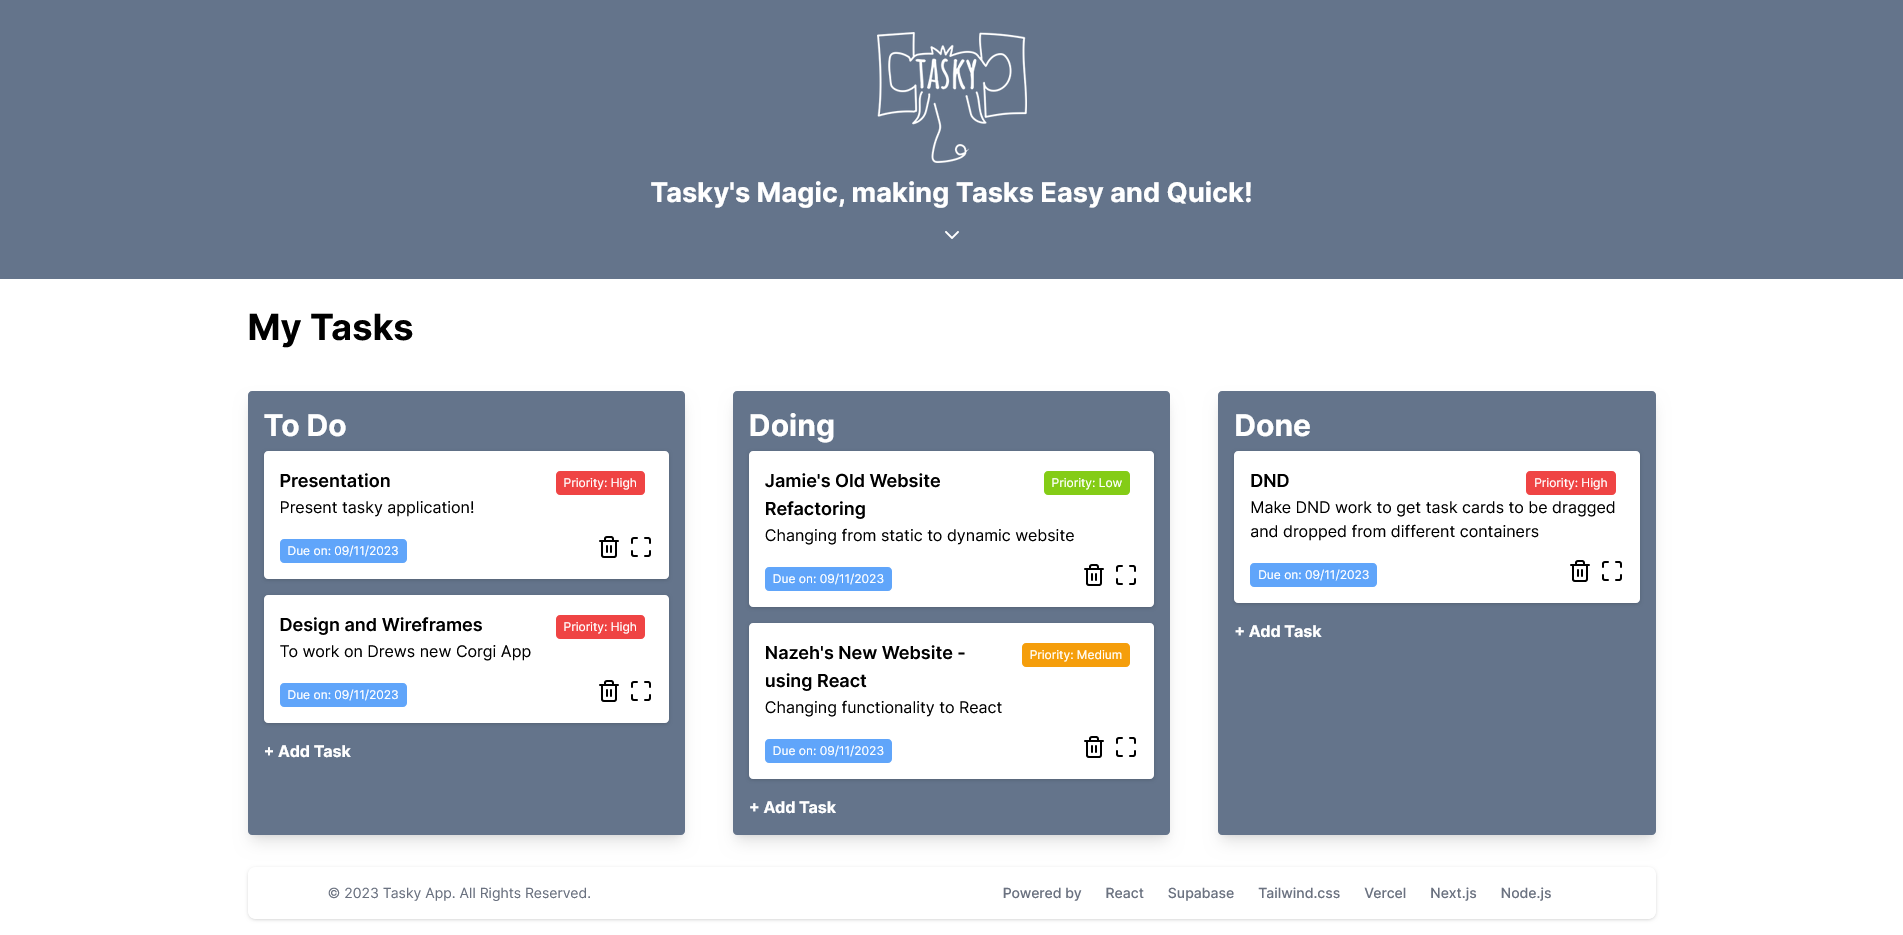 TASKY
Tasky's Magic, making Tasks Easy and Quick!
My Tasks
To Do
Presentation
Priority: High
Present tasky application!
Due on: 09/11/2023
Design and Wireframes
Priority: High
To work on Drews new Corgi App
Due on: 09/11/2023
+ Add Task
Doing
Jamie's Old Website
Refactoring
Priority: Low
Changing from static to dynamic website
Due on: 09/11/2023
Nazeh's New Website -
using React
Priority: Medium
Changing functionality to React
Due on: 09/11/2023
+ Add Task
Done
DND
Priority: High
Make DND work to get task cards to be dragged
and dropped from different containers
Due on: 09/11/2023
+ Add Task
© 2023 Tasky App. All Rights Reserved.
Powered by React Supabase Tailwind.css Vercel Next.js Node.js